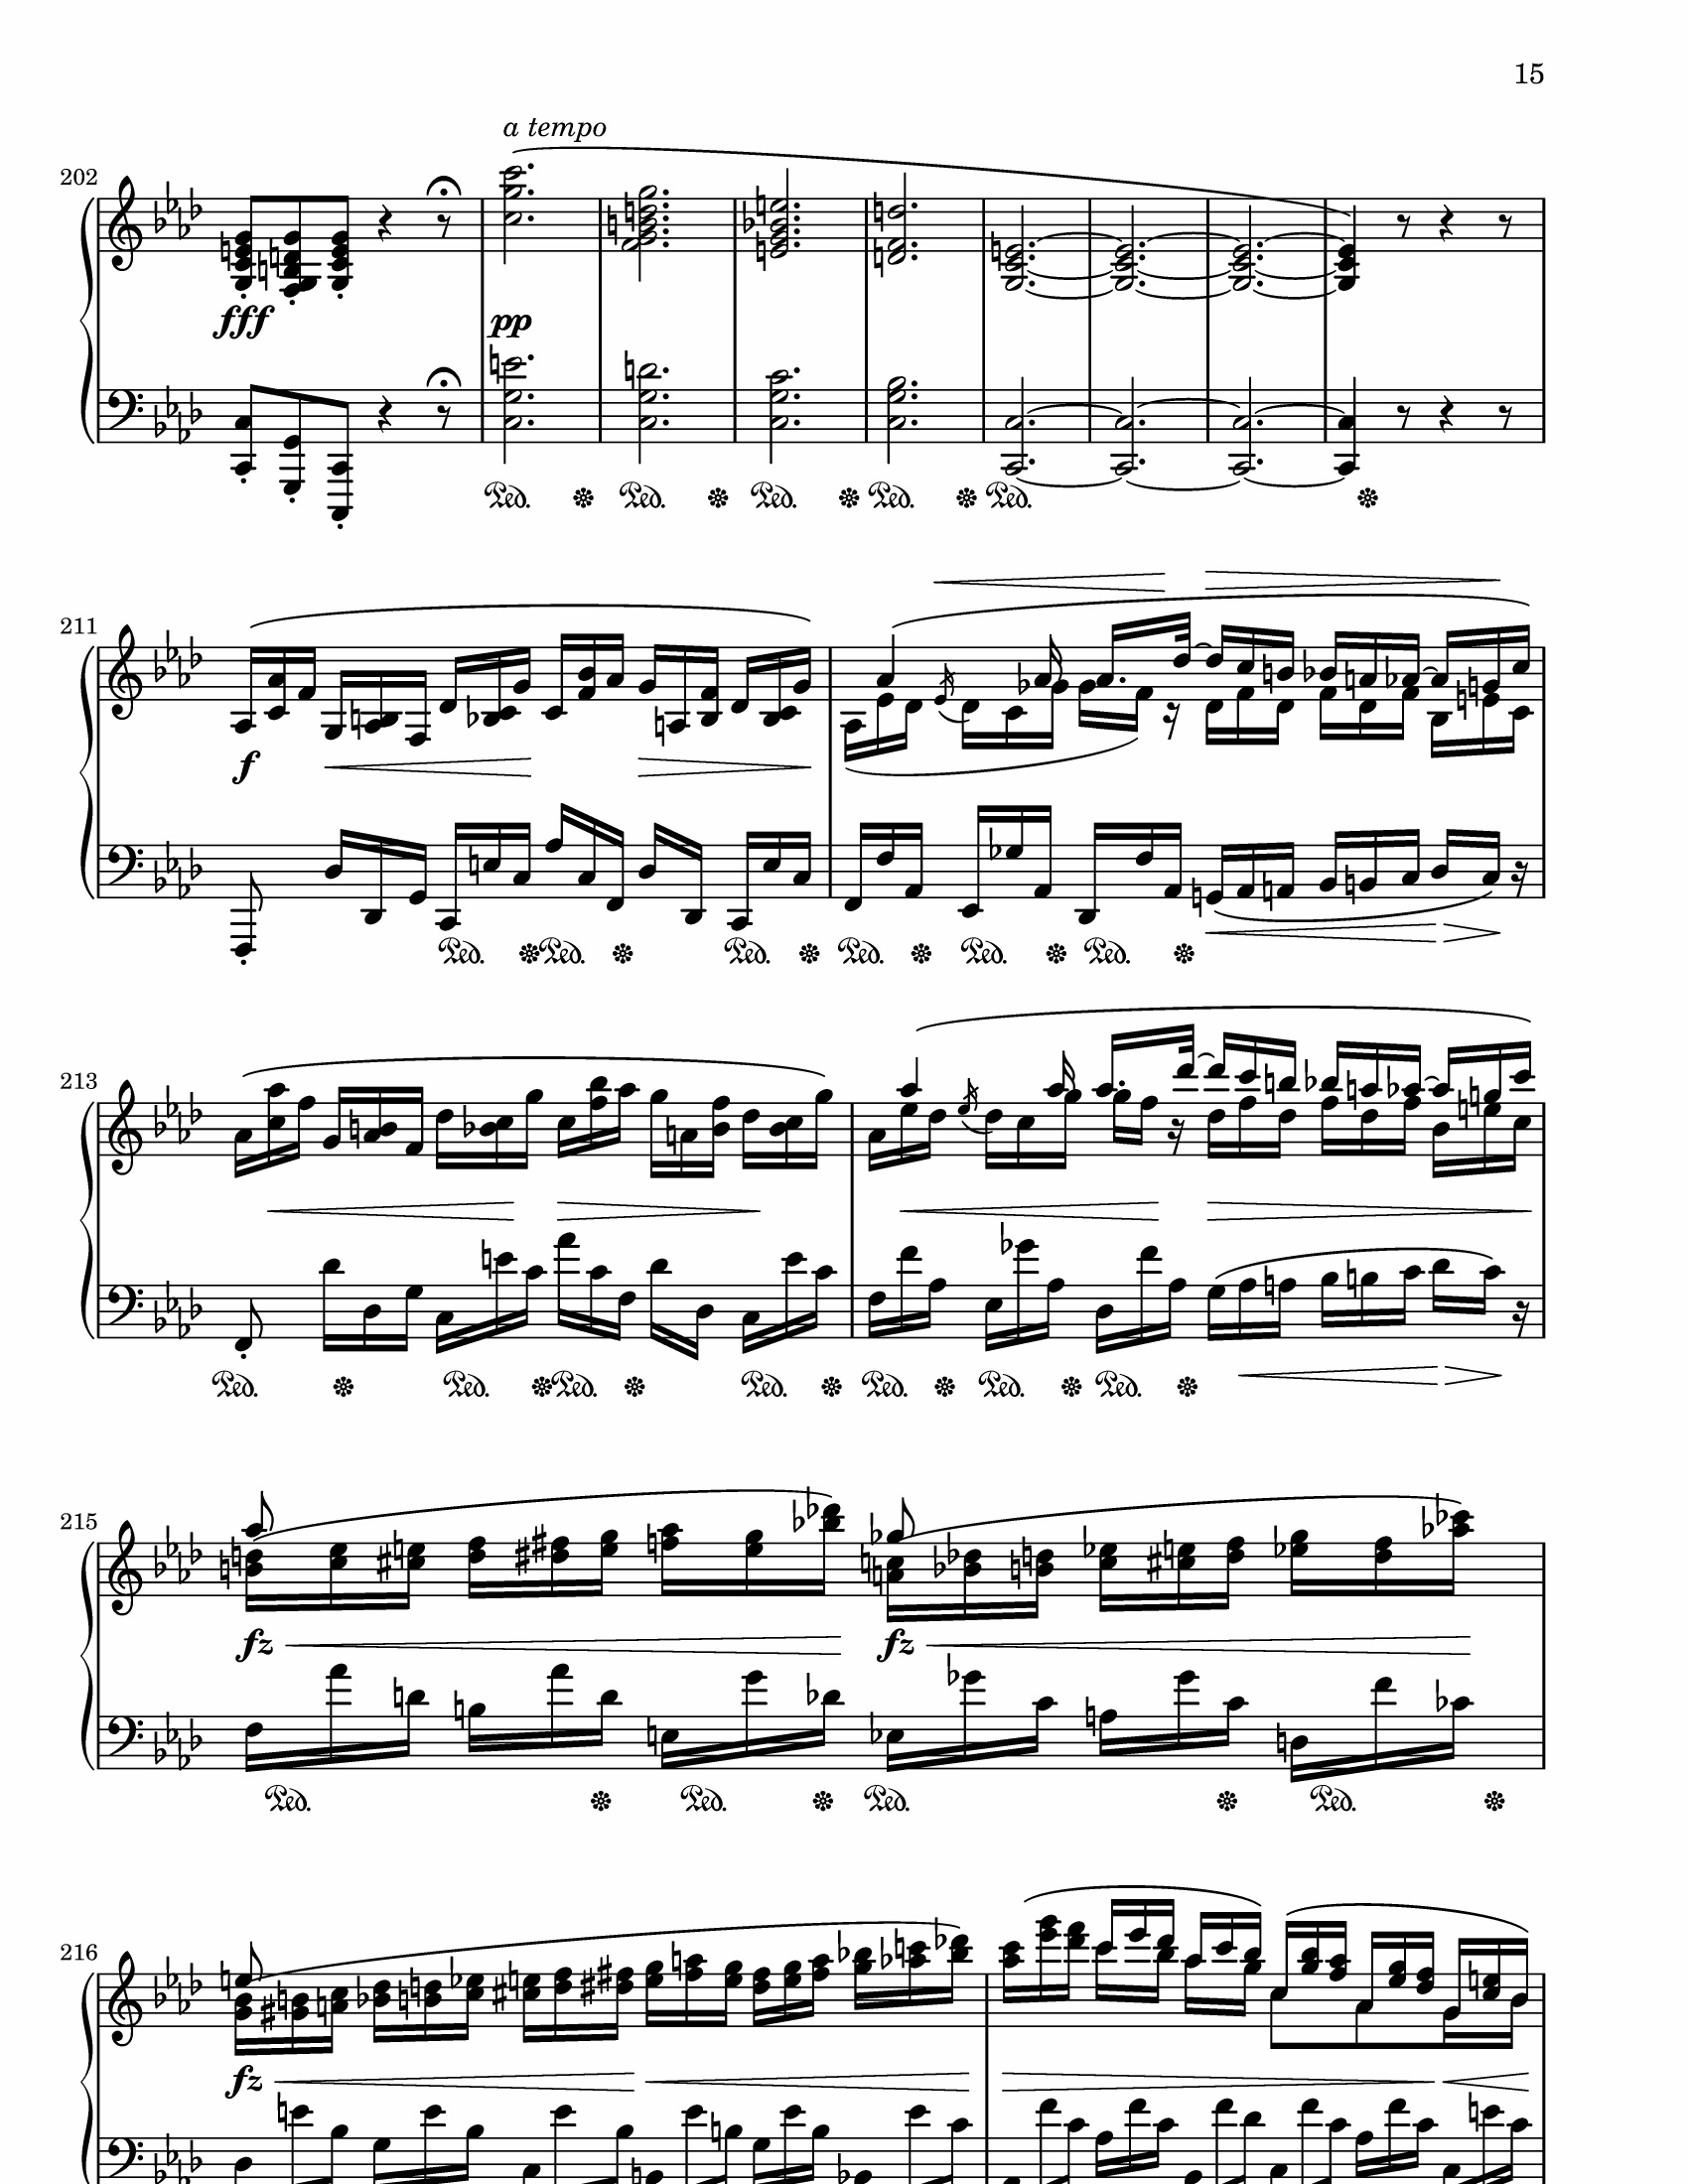 15
a tempo
202
fff pp
Ped. Ped. Ped. Ped. Ped.
211
f
Ped. Ped. Ped. Ped. Ped. Ped.
213
Ped. Ped. Ped. Ped. Ped. Ped. Ped.
215
fz fz
Ped. Ped. Ped. Ped.
216
fz